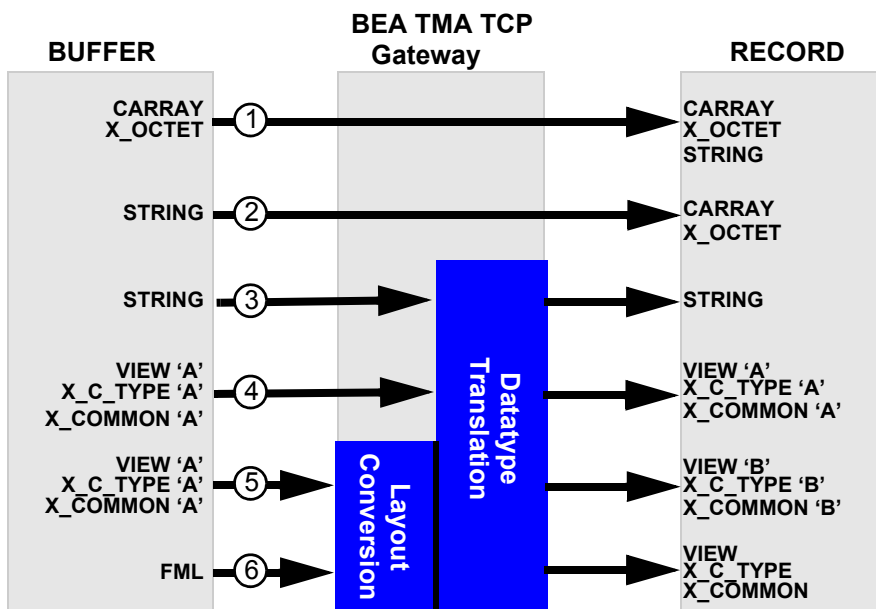 BEA TMA TCP
Gateway
BUFFER
RECORD
CARRAY
X_OCTET
1
CARRAY
X_OCTET
STRING
STRING
2
CARRAY
X_OCTET
STRING
3
STRING
VIEW ‘A’
X_C_TYPE ‘A’
X_COMMON ‘A’
4
VIEW ‘A’
X_C_TYPE ‘A’
X_COMMON ‘A’
VIEW ‘A’
X_C_TYPE ‘A’
X_COMMON ‘A’
5
VIEW ‘B’
X_C_TYPE ‘B’
X_COMMON ‘B’
FML
6
VIEW
X_C_TYPE
X_COMMON
Datatype
Translation
Layout
Conversion